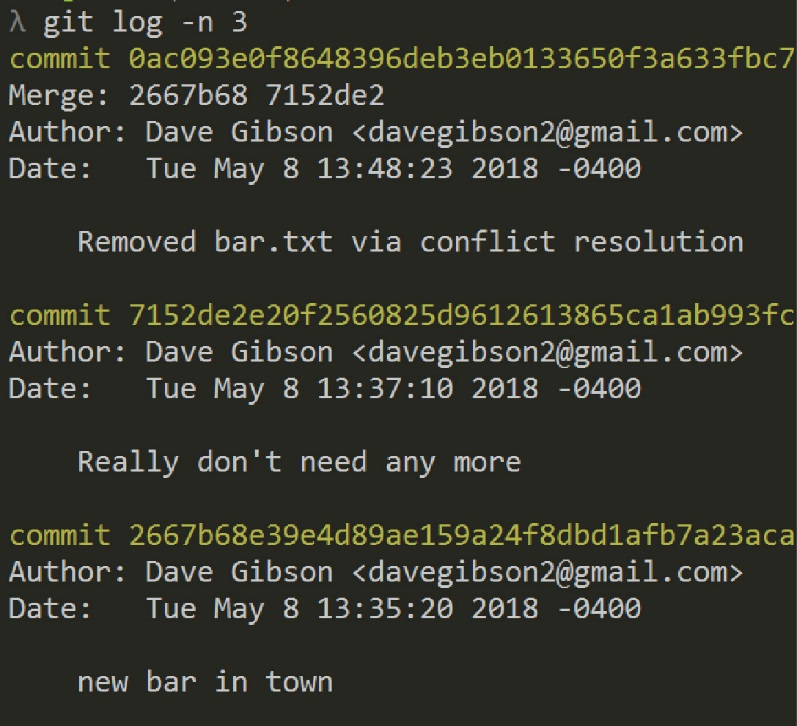 λ git log -n 3
commit 0ac093e0f8648396deb3eb0133650f3a633fbc7
Merge: 2667b68 7152de2
Author: Dave Gibson <davegibson2@gmail.com>
Date:   Tue May 8 13:48:23 2018 -0400
Removed bar.txt via conflict resolution
commit 7152de2e20f2560825d9612613865ca1ab993fc
Author: Dave Gibson <davegibson2@gmail.com>
Date:   Tue May 8 13:37:10 2018 -0400
Really don't need any more
commit 2667b68e39e4d89ae159a24f8dbd1afb7a23aca
Author: Dave Gibson <davegibson2@gmail.com>
Date:   Tue May 8 13:35:20 2018 -0400
new bar in town